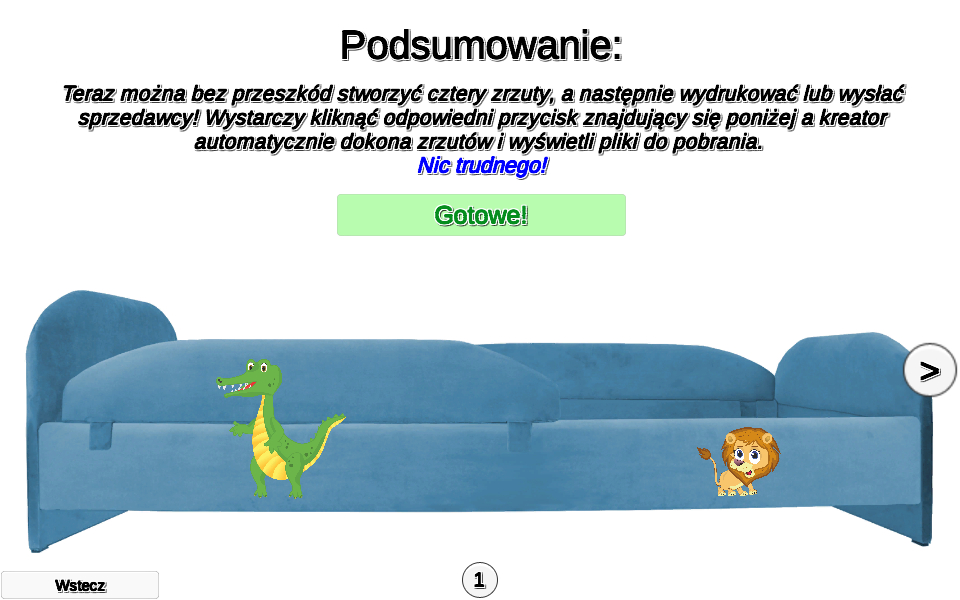 Podsumowanie:
Teraz można bez przeszkód stworzyć cztery zrzuty, a następnie wydrukować lub wysłać
sprzedawcy! Wystarczy kliknąć odpowiedni przycisk znajdujący się poniżej a kreator
automatycznie dokona zrzutów i wyświetli pliki do pobrania.
Nic trudnego!
Gotowe!
>
Wstecz
1